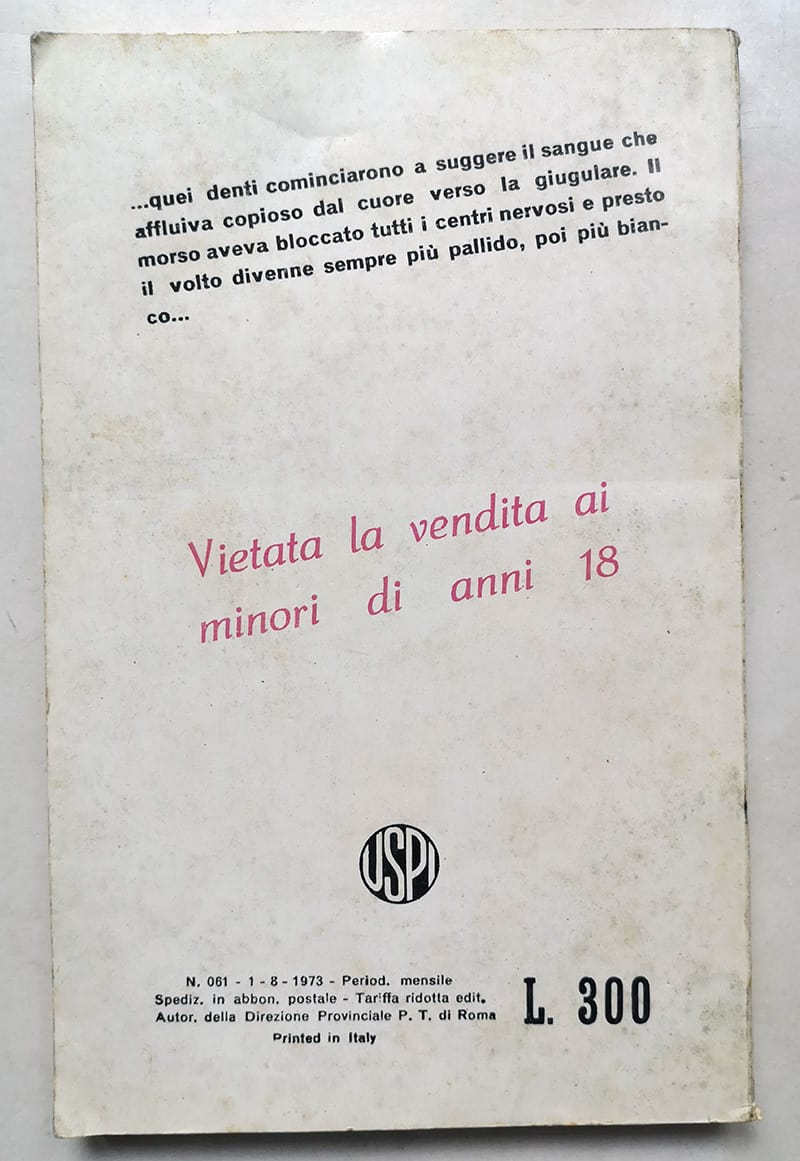 ...quei denti cominciarono a suggere il sangue che
affluiva copioso dal cuore verso la giugulare. Il
morso aveva bloccato tutti i centri nervosi e presto
il volto divenne sempre più pallido, poi più bian-
co...
Vietata la vendita ai
minori di anni 18
USPI
N. 061 - 1 - 8 - 1973 - Period. mensile
Spediz. in abbon. postale - Tariffa ridotta edit.
Autor. della Direzione Provinciale P. T. di Roma
Printed in Italy
L. 300